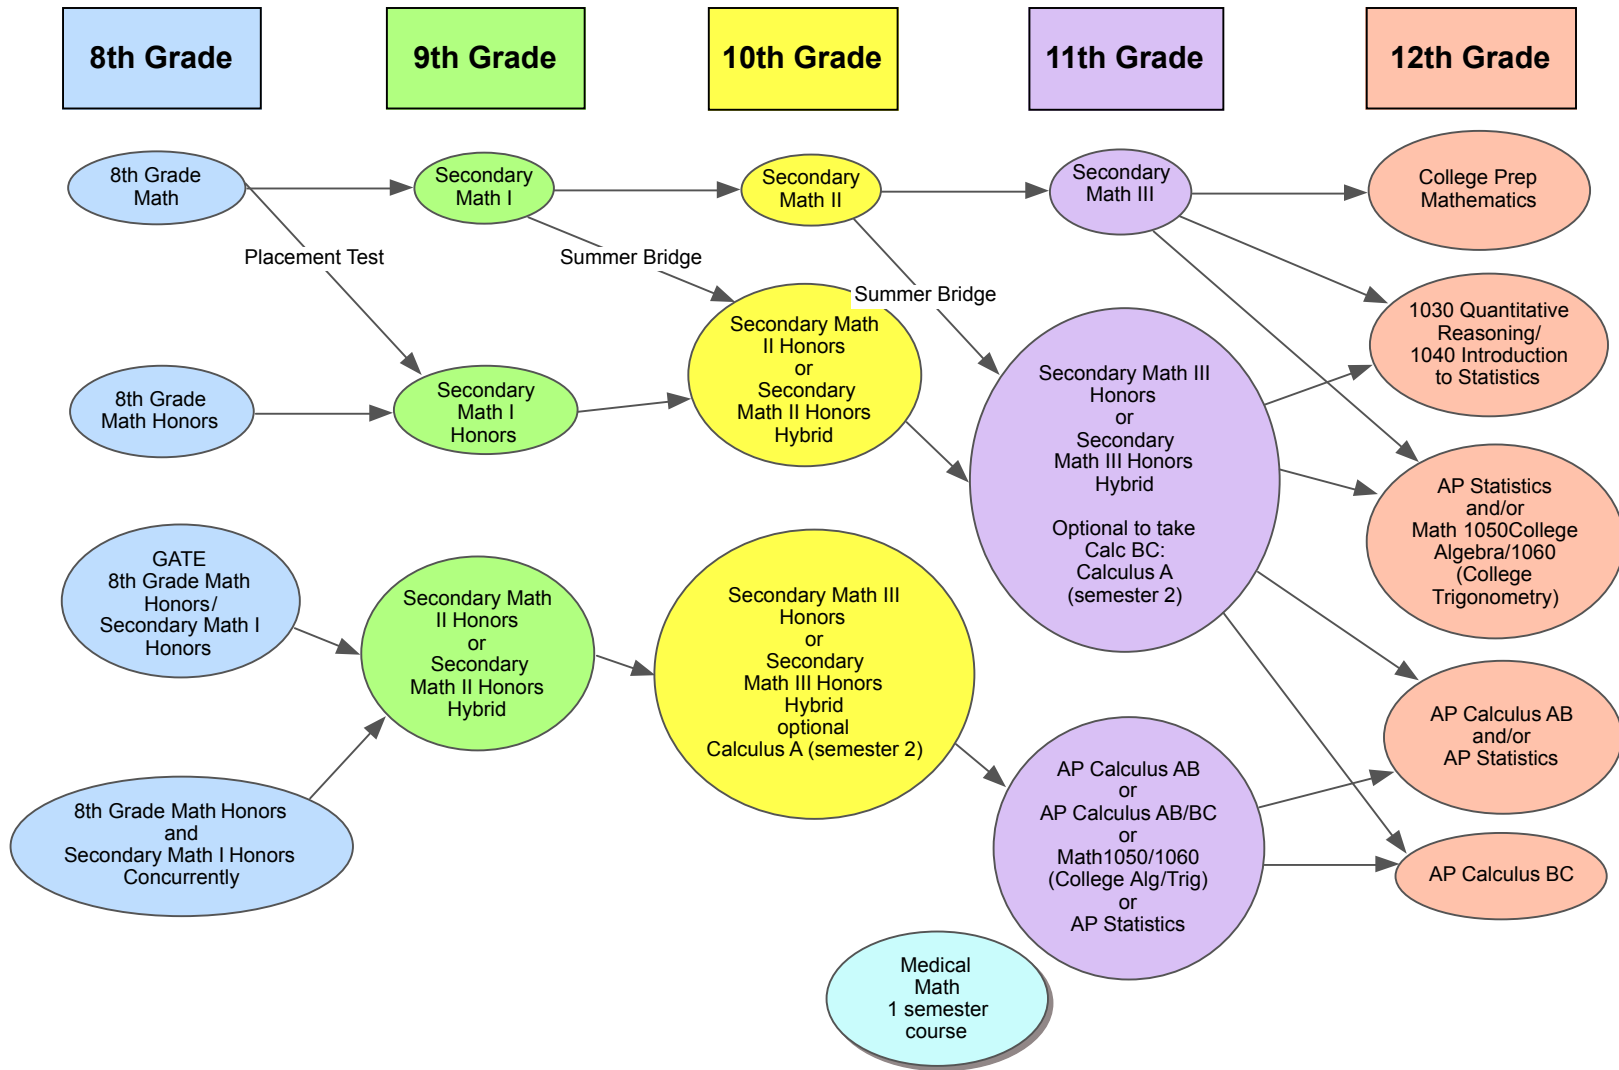 8th Grade
9th Grade
10th Grade
11th Grade
12th Grade
8th Grade
Math
Secondary
Math I
Secondary
Math II
Secondary
Math III
College Prep
Mathematics
Placement Test
Summer Bridge
Summer Bridge
8th Grade
Math Honors
Secondary
Math I
Honors
Secondary Math
II Honors
or
Secondary
Math II Honors
Hybrid
Secondary Math III
Honors
or
Secondary
Math III Honors
Hybrid
Optional to take
Calc BC:
Calculus A
(semester 2)
1030 Quantitative
Reasoning/
1040 Introduction
to Statistics
AP Statistics
and/or
Math 1050College
Algebra/1060
(College
Trigonometry)
GATE
8th Grade Math
Honors/
Secondary Math I
Honors
Secondary Math
II Honors
or
Secondary
Math II Honors
Hybrid
Secondary Math III
Honors
or
Secondary
Math III Honors
Hybrid
optional
Calculus A (semester 2)
AP Calculus AB
or
AP Calculus AB/BC
or
Math1050/1060
(College Alg/Trig)
or
AP Statistics
AP Calculus AB
and/or
AP Statistics
8th Grade Math Honors
and
Secondary Math I Honors
Concurrently
AP Calculus BC
Medical
Math
1 semester
course